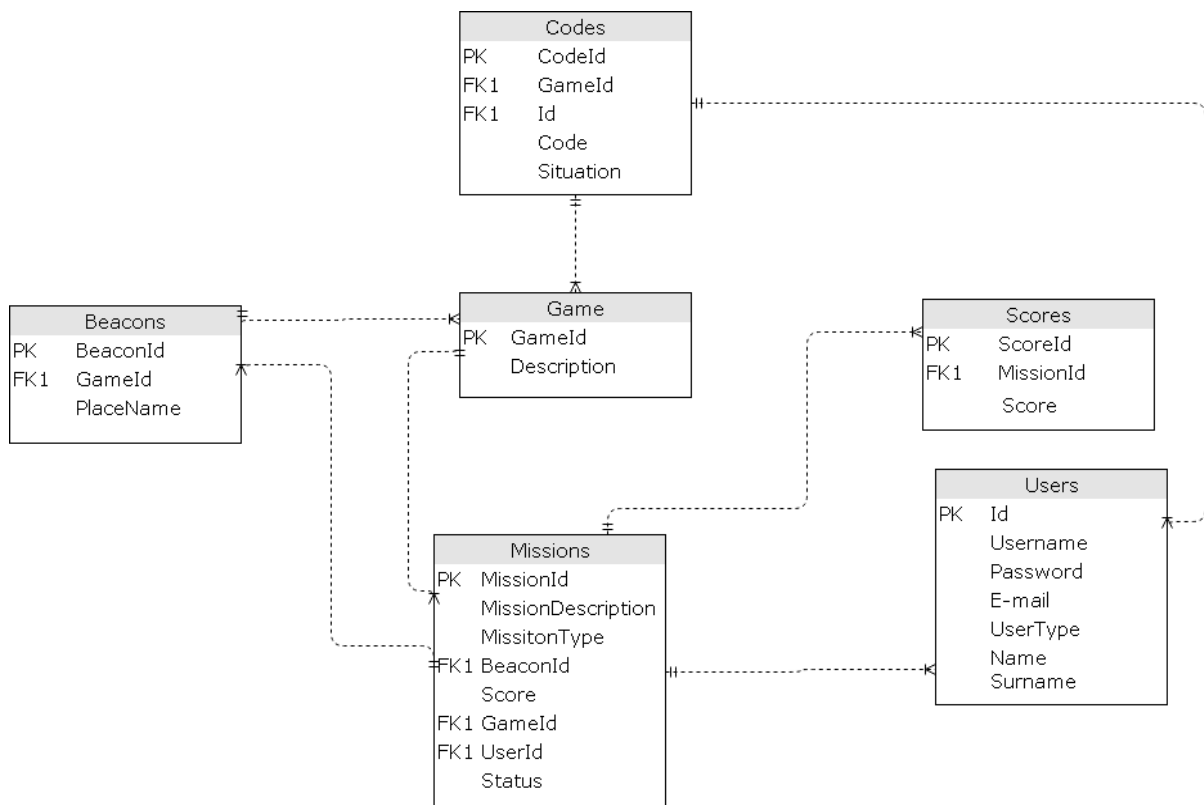 Codes
PK CodeId
FK1 GameId
FK1 Id
Code
Situation
Beacons
PK BeaconId
FK1 GameId
PlaceName
Game
PK GameId
Description
Scores
PK ScoreId
FK1 MissionId
Score
Missions
PK MissionId
MissionDescription
MissitonType
FK1 BeaconId
Score
FK1 GameId
FK1 UserId
Status
Users
PK Id
Username
Password
E-mail
UserType
Name
Surname